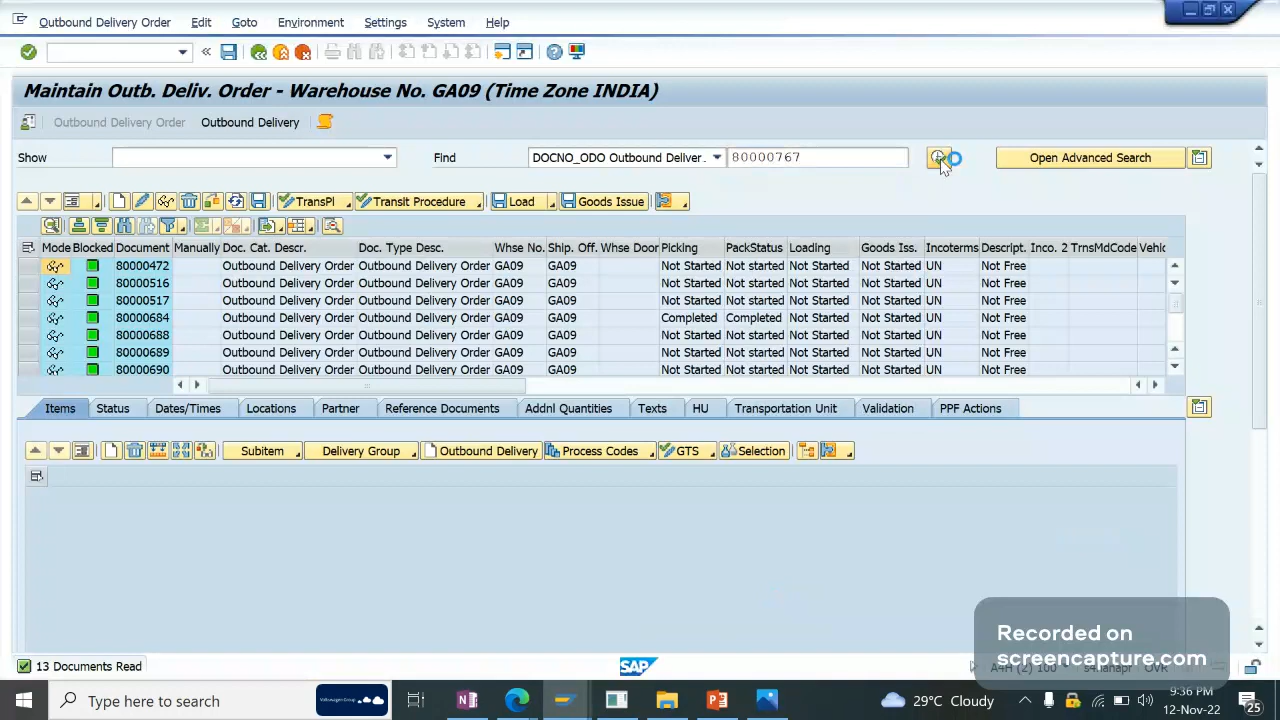 Outbound Delivery Order Edit Goto Environment Settings System Help
Maintain Outb. Deliv. Order - Warehouse No. GA09 (Time Zone INDIA)
Outbound Delivery Order Outbound Delivery
Show Find DOCNO_ODO Outbound Deliver. 80000767 Open Advanced Search
TransPl Transit Procedure Load Goods Issue
Mode Blocked Document Manually Doc. Cat. Descr. Doc. Type Desc. Whse No. Ship. Off. Whse Door Picking PackStatus Loading Goods Iss. Incoterms Descript. Inco. 2 TrnsMdCode Vehic
80000472 Outbound Delivery Order Outbound Delivery Order GA09 GA09 Not Started Not started Not Started Not Started UN Not Free
80000516 Outbound Delivery Order Outbound Delivery Order GA09 GA09 Not Started Not started Not Started Not Started UN Not Free
80000517 Outbound Delivery Order Outbound Delivery Order GA09 GA09 Not Started Not started Not Started Not Started UN Not Free
80000684 Outbound Delivery Order Outbound Delivery Order GA09 GA09 Completed Completed Not Started Not Started UN Not Free
80000688 Outbound Delivery Order Outbound Delivery Order GA09 GA09 Not Started Not started Not Started Not Started UN Not Free
80000689 Outbound Delivery Order Outbound Delivery Order GA09 GA09 Not Started Not started Not Started Not Started UN Not Free
80000690 Outbound Delivery Order Outbound Delivery Order GA09 GA09 Not Started Not started Not Started Not Started UN Not Free
Items Status Dates/Times Locations Partner Reference Documents Addnl Quantities Texts HU Transportation Unit Validation PPF Actions
Subitem Delivery Group Outbound Delivery Process Codes GTS Selection
Recorded on
screencapture.com
13 Documents Read SAP OVR
Type here to search 29°C Cloudy 9:36 PM
12-Nov-22 25